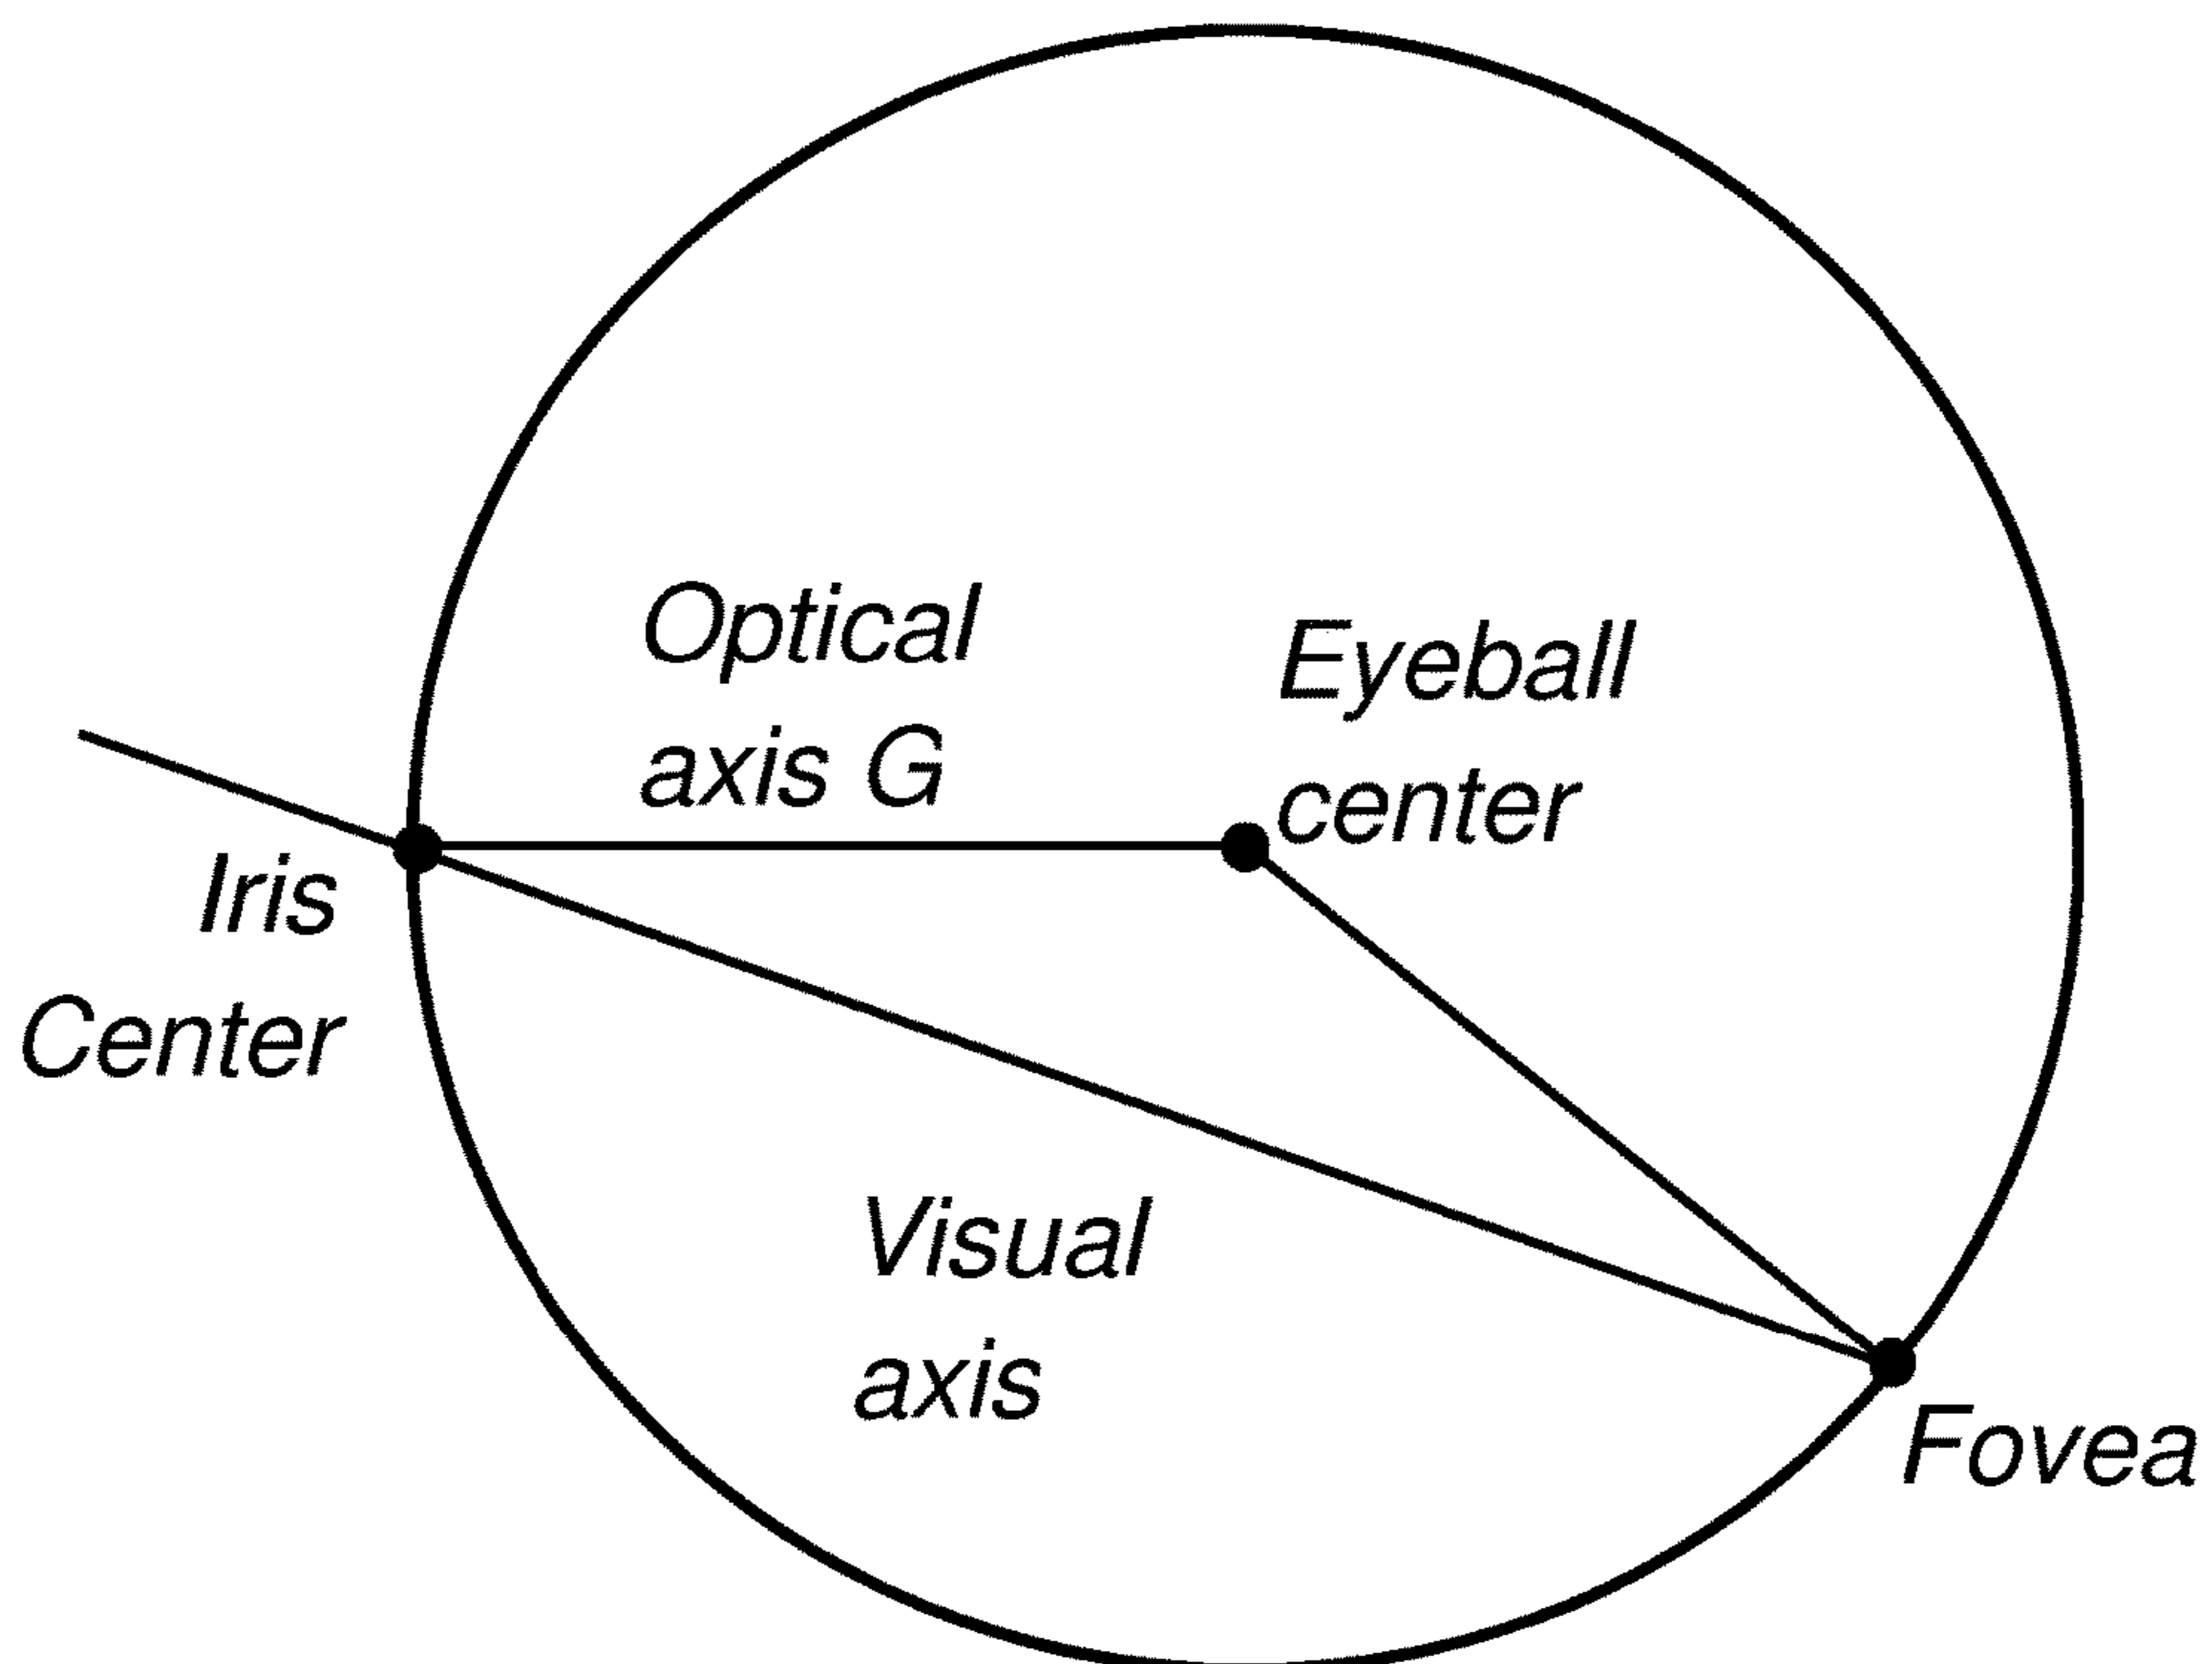 Optical
axis G
Eyeball
center
Iris
Center
Visual
axis
Fovea